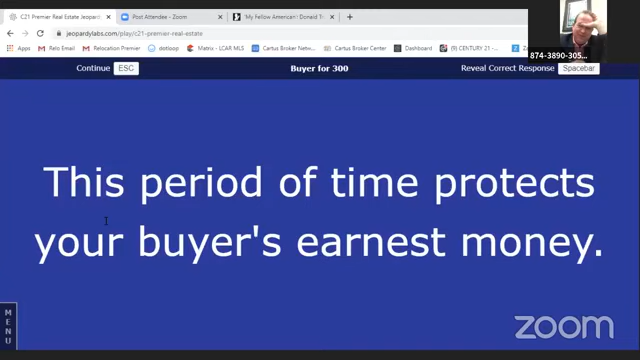 C21 Premier Real Estate Jeopardy
Post Attendee - Zoom
"My Fellow American": Donald Tr
jeopardylabs.com/play/c21-premier-real-estate
Apps
Relo Email
Relocation Premier
dotloop
Matrix - LCAR MLS
Cartus Broker Network
Cartus Broker Center
Dashboard
(9) CENTURY 21 -
874-3890-305...
Continue ESC
Buyer for 300
Reveal Correct Response Spacebar
This period of time protects
your buyer's earnest money.
MENU
zoom